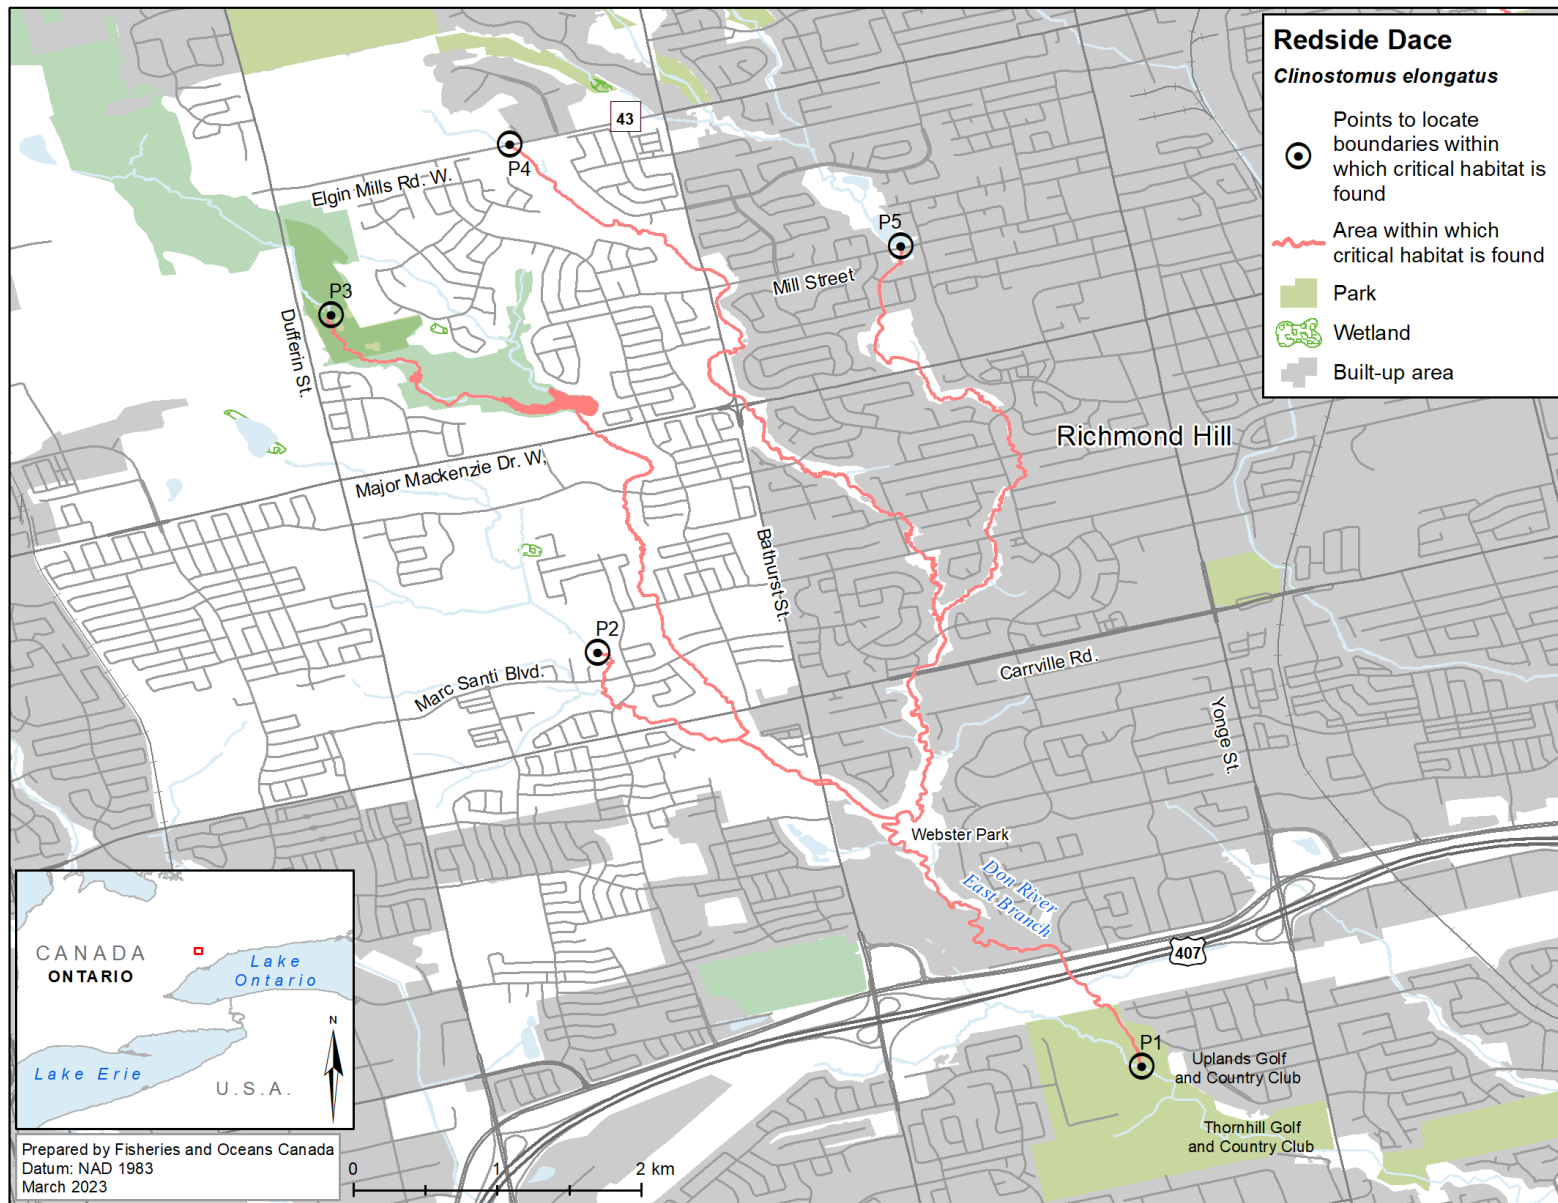 Redside Dace
Clinostomus elongatus
Points to locate
boundaries within
which critical habitat is
found
Area within which
critical habitat is found
Park
Wetland
Built-up area
43
P4
Elgin Mills Rd. W.
P5
Mill Street
P3
Dufferin St.
Richmond Hill
Major Mackenzie Dr. W,
Bathurst St.
P2
Marc Santi Blvd.
Carrville Rd.
Yonge St.
Webster Park
Don River
East Branch
407
P1
Uplands Golf
and Country Club
Thornhill Golf
and Country Club
CANADA
ONTARIO
Lake
Ontario
N
Lake Erie
U.S.A.
Prepared by Fisheries and Oceans Canada
Datum: NAD 1983
March 2023
0 1 2 km